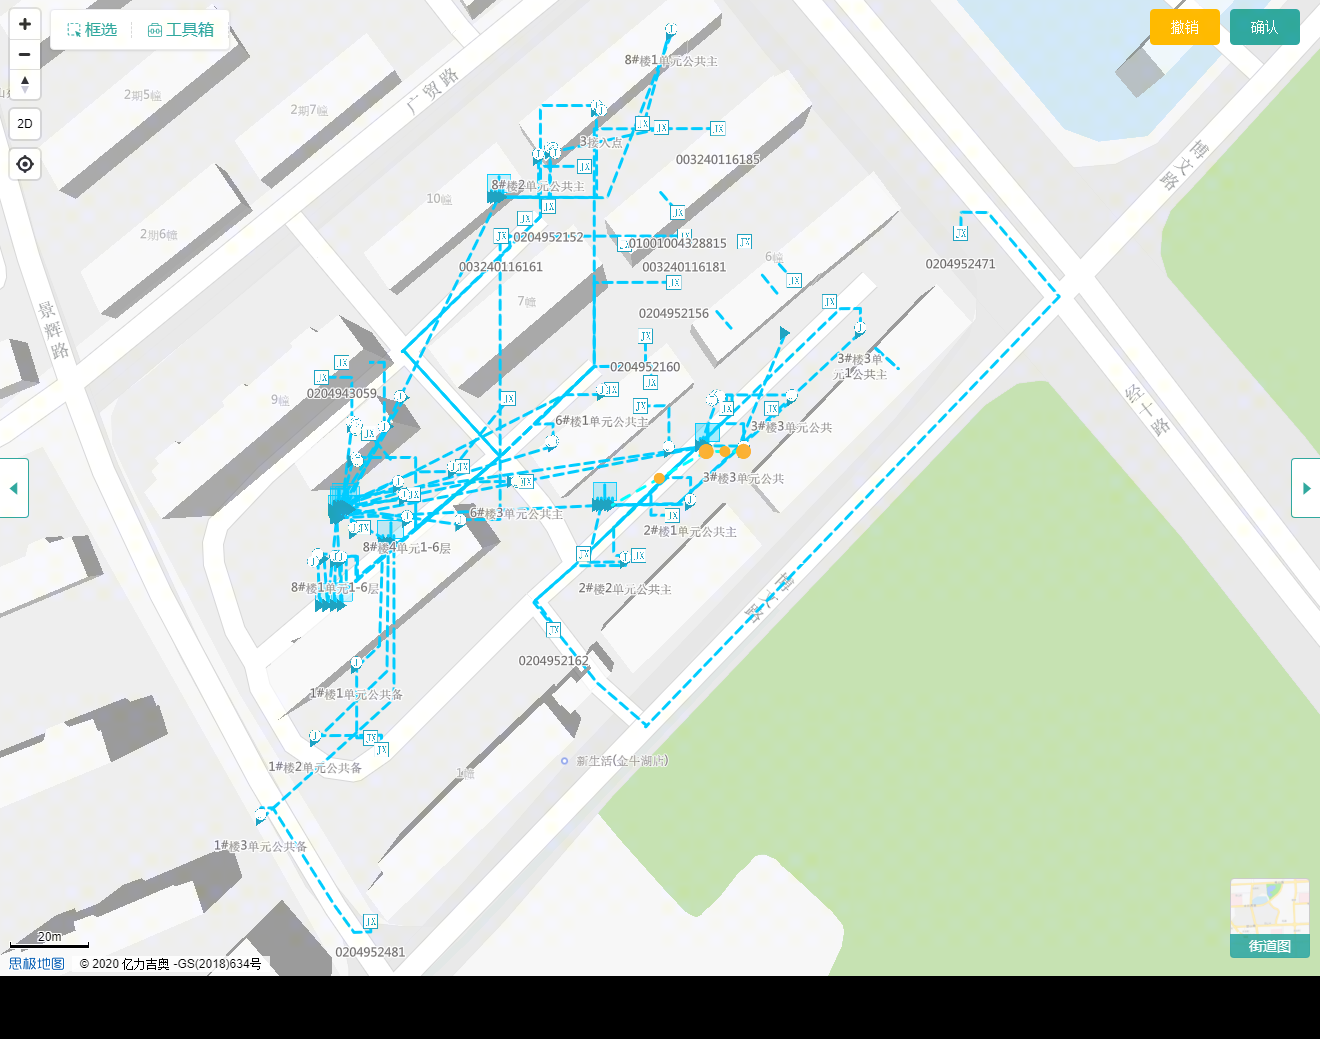 框选
工具箱
撤销
确认
2D
2期5幢
2期7幢
广贸路
8#楼1单元公共主
3接入点
003240116185
博文路
8#楼2单元公共主
10幢
2期6幢
0204952152
01001004328815
003240116161
003240116181
6幢
0204952471
7幢
0204952156
景辉路
0204952160
3#楼3单
元1公共主
0204943059
9幢
6#楼1单元公共主
3#楼3单元公共
经十路
3#楼3单元公共
6#楼3单元公共主
2#楼1单元公共主
8#楼4单元1-6层
8#楼1单元1-6层
2#楼2单元公共主
0204952162
1#楼1单元公共备
1#楼2单元公共备
1幢
新生活(金牛湖店)
1#楼3单元公共备
0204952481
20m
思极地图
© 2020 亿力吉奥 -GS(2018)634号
街道图